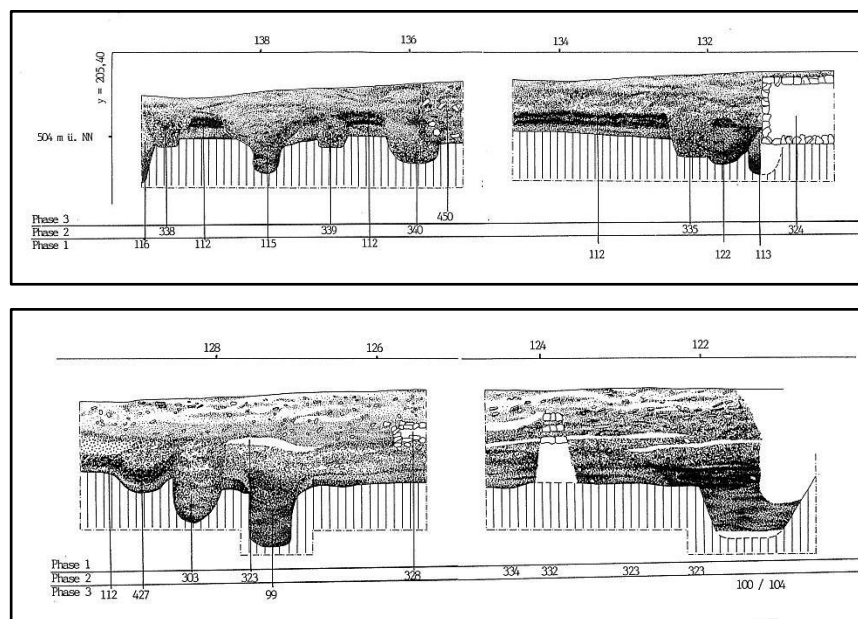 138 136 134 132
y = 205,40
504 m ü. NN
Phase 3 450
Phase 2 338 339 340 335 324
Phase 1 116 112 115 112 112 122 113
128 126 124 122
Phase 1
Phase 2 303 323 328 334 332 323 323
Phase 3 112 427 99 100 / 104